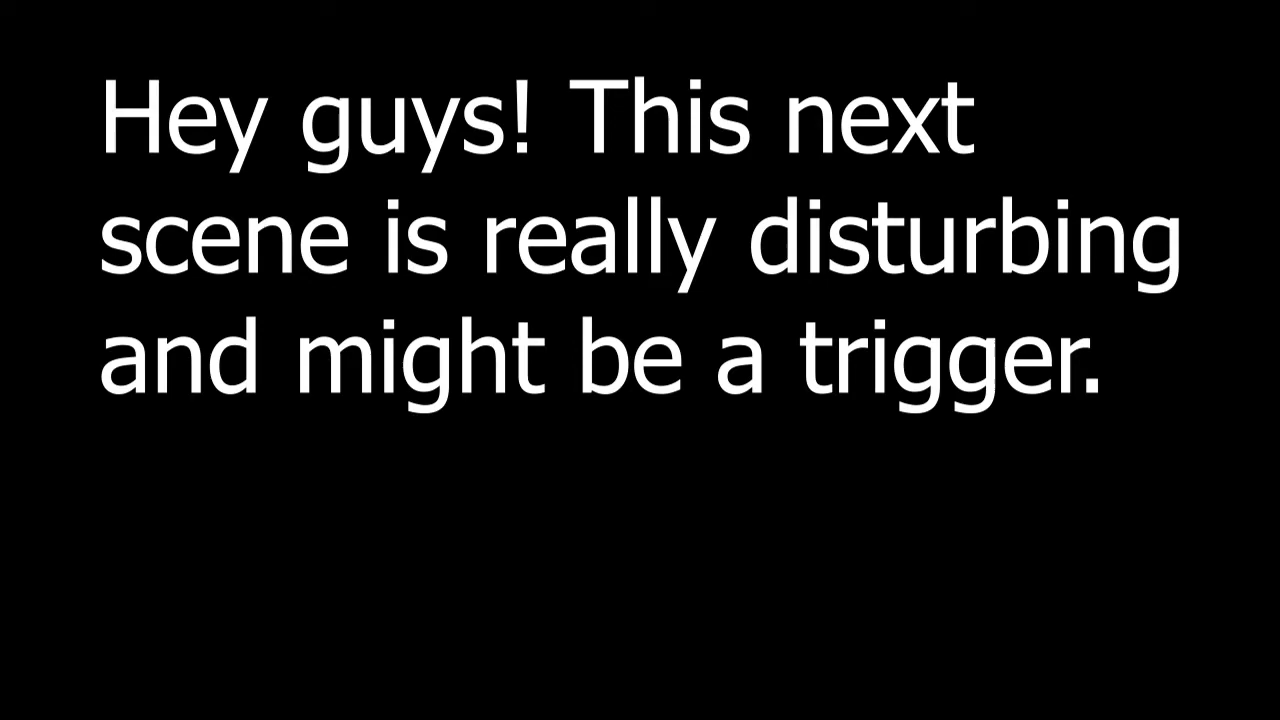 Hey guys! This next
scene is really disturbing
and might be a trigger.